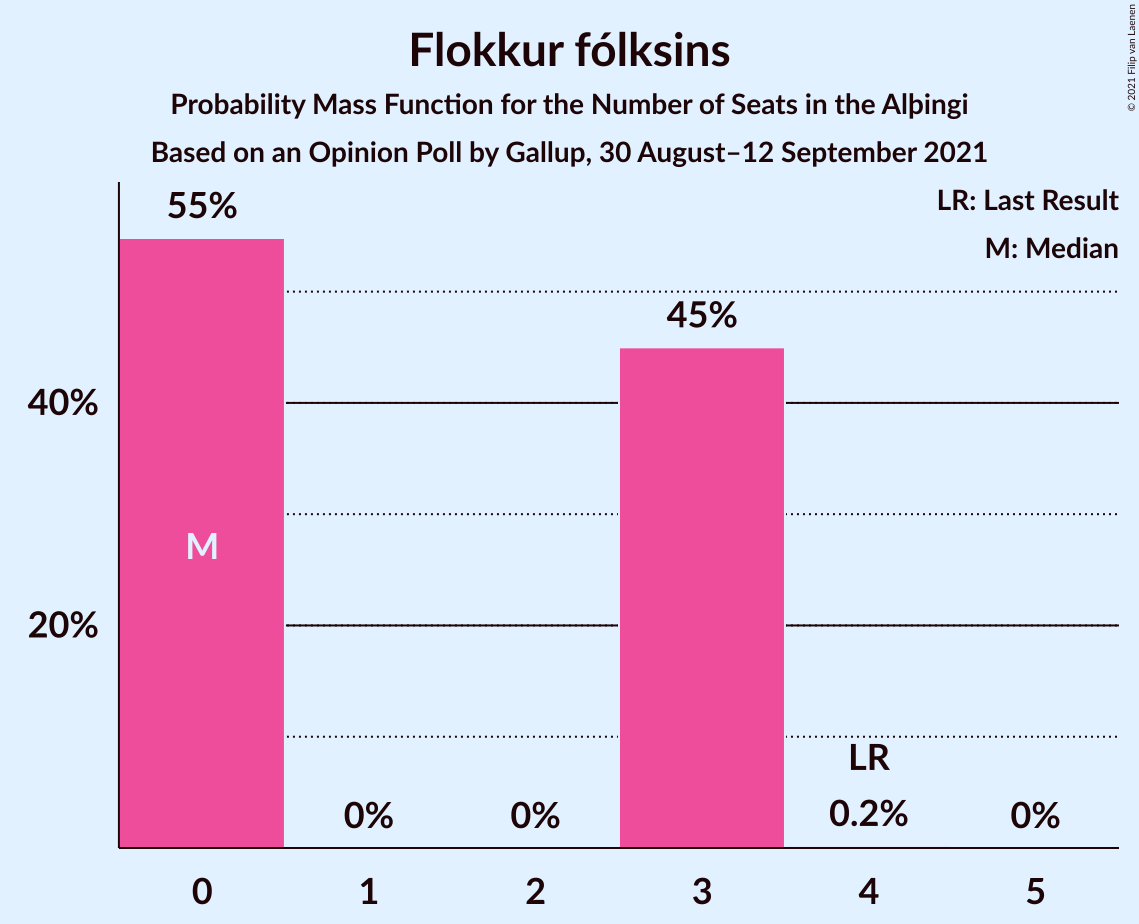 Flokkur fólksins
Probability Mass Function for the Number of Seats in the Alþingi
Based on an Opinion Poll by Gallup, 30 August–12 September 2021
© 2021 Filip van Laenen
LR: Last Result
M: Median
55%
45%
40%
M
20%
LR
0%
0%
0.2%
0%
0
1
2
3
4
5